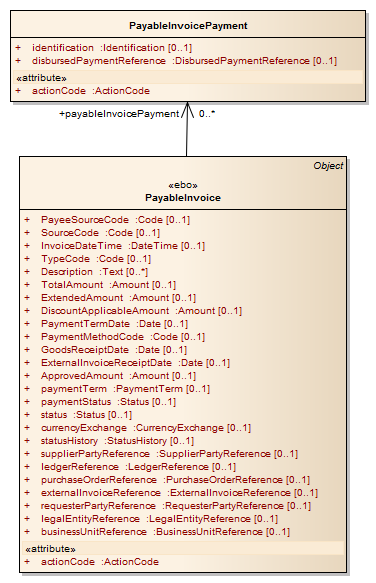 PayableInvoicePayment
+ identification :Identification [0..1]
+ disbursedPaymentReference :DisbursedPaymentReference [0..1]
«attribute»
+ actionCode :ActionCode
+payableInvoicePayment 0..*
Object
«ebo»
PayableInvoice
+ PayeeSourceCode :Code [0..1]
+ SourceCode :Code [0..1]
+ InvoiceDateTime :DateTime [0..1]
+ TypeCode :Code [0..1]
+ Description :Text [0..*]
+ TotalAmount :Amount [0..1]
+ ExtendedAmount :Amount [0..1]
+ DiscountApplicableAmount :Amount [0..1]
+ PaymentTermDate :Date [0..1]
+ PaymentMethodCode :Code [0..1]
+ GoodsReceiptDate :Date [0..1]
+ ExternalInvoiceReceiptDate :Date [0..1]
+ ApprovedAmount :Amount [0..1]
+ paymentTerm :PaymentTerm [0..1]
+ paymentStatus :Status [0..1]
+ status :Status [0..1]
+ currencyExchange :CurrencyExchange [0..1]
+ statusHistory :StatusHistory [0..1]
+ supplierPartyReference :SupplierPartyReference [0..1]
+ ledgerReference :LedgerReference [0..1]
+ purchaseOrderReference :PurchaseOrderReference [0..1]
+ externalInvoiceReference :ExternalInvoiceReference [0..1]
+ requesterPartyReference :RequesterPartyReference [0..1]
+ legalEntityReference :LegalEntityReference [0..1]
+ businessUnitReference :BusinessUnitReference [0..1]
«attribute»
+ actionCode :ActionCode